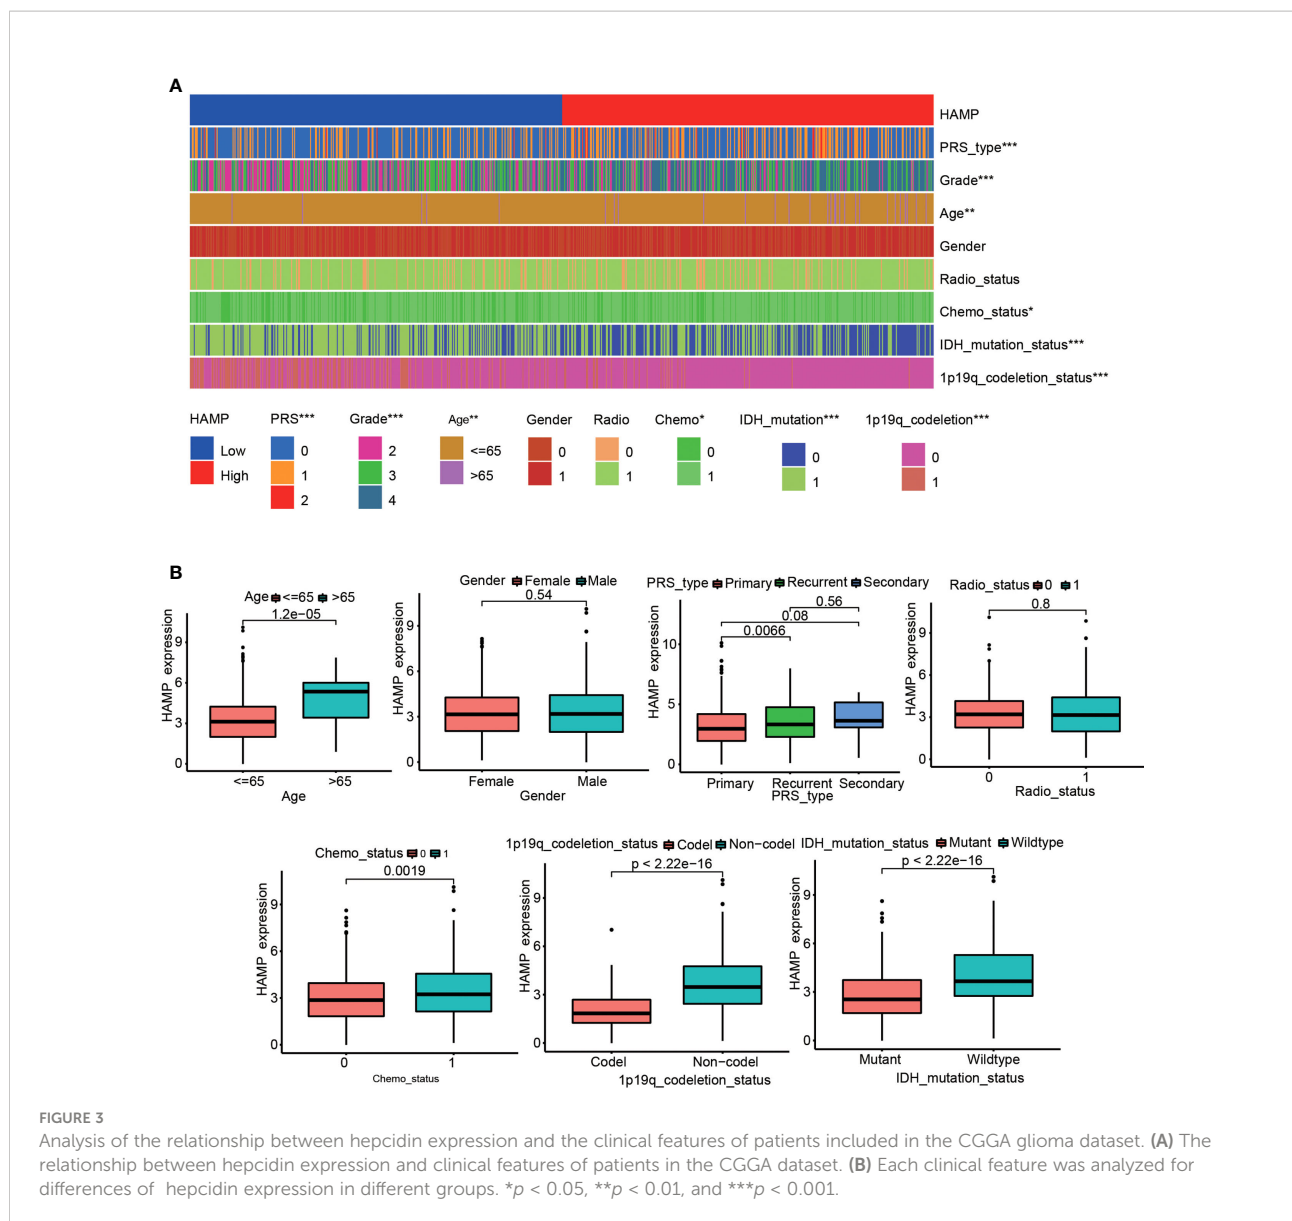 A
HAMP
PRS_type***
Grade***
Age**
Gender
Radio_status
Chemo_status*
IDH_mutation_status***
1p19q_codeletion_status***
HAMP PRS*** Grade*** Age** Gender Radio Chemo* IDH_mutation*** 1p19q_codeletion***
Low 0 2 <=65 0 0 0 0 0
High 1 3 >65 1 1 1 1 1
2 4
B
Age <=65 >65
1.2e−05
HAMP expression
9
6
3
0
<=65 >65
Age
Gender Female Male
0.54
HAMP expression
9
6
3
0
Female Male
Gender
PRS_type Primary Recurrent Secondary
0.56
0.08
0.0066
HAMP expression
10
5
0
Primary Recurrent Secondary
PRS_type
Radio_status 0 1
0.8
HAMP expression
9
6
3
0
0 1
Radio_status
Chemo_status 0 1
0.0019
HAMP expression
9
6
3
0
0 1
Chemo_status
1p19q_codeletion_status Codel Non−codel
p < 2.22e−16
HAMP expression
9
6
3
0
Codel Non−codel
1p19q_codeletion_status
IDH_mutation_status Mutant Wildtype
p < 2.22e−16
HAMP expression
9
6
3
0
Mutant Wildtype
IDH_mutation_status
FIGURE 3
Analysis of the relationship between hepcidin expression and the clinical features of patients included in the CGGA glioma dataset. (A) The
relationship between hepcidin expression and clinical features of patients in the CGGA dataset. (B) Each clinical feature was analyzed for
differences of hepcidin expression in different groups. *p < 0.05, **p < 0.01, and ***p < 0.001.